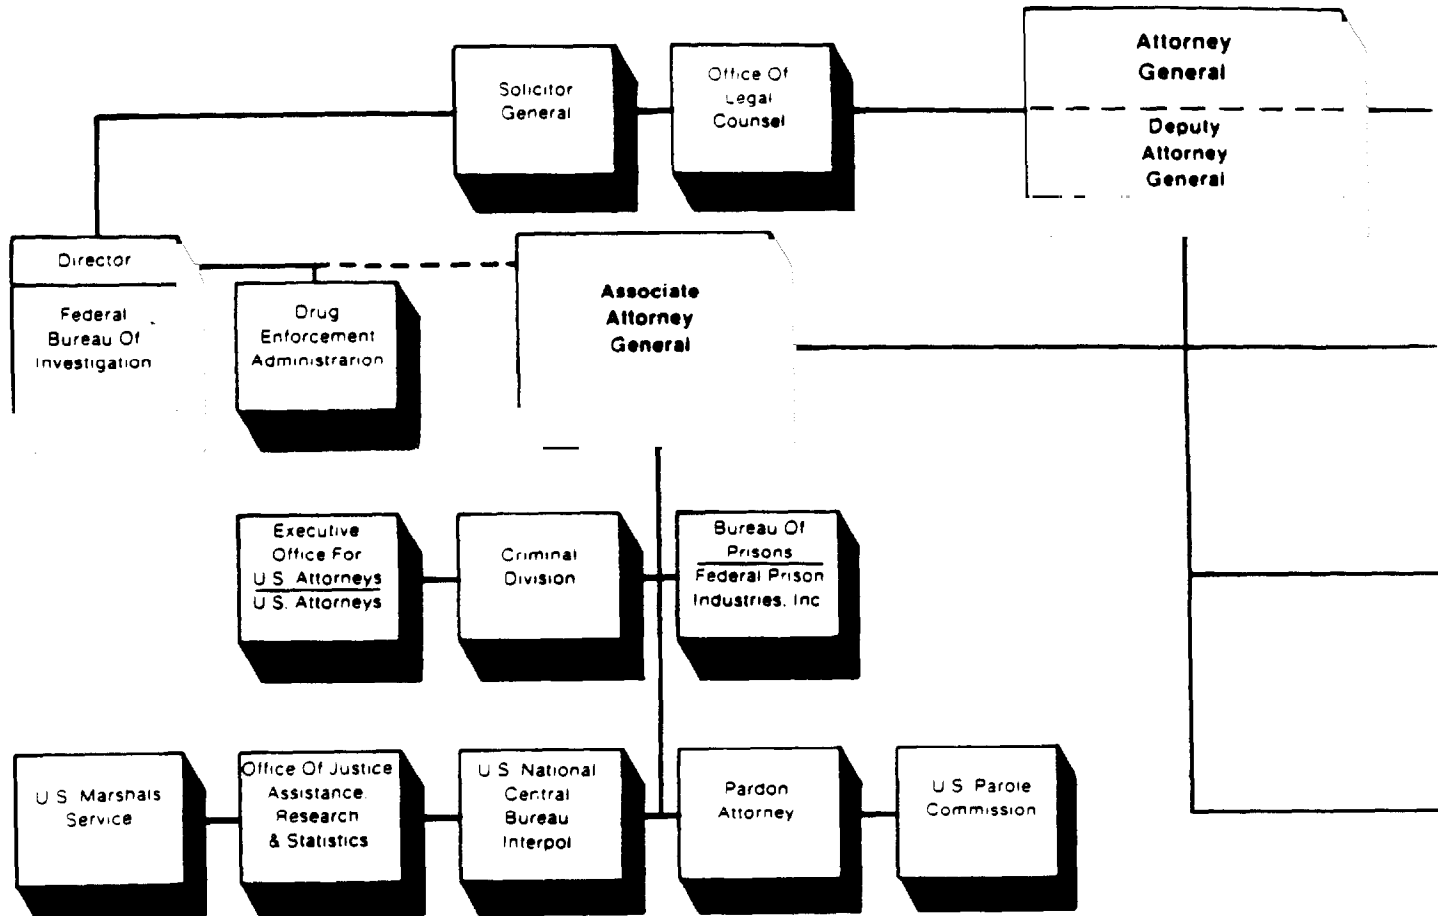 Solicitor
General
Office Of
Legal
Counsel
Attorney
General
Deputy
Attorney
General
Director
Federal
Bureau Of
Investigation
Drug
Enforcement
Administrarion
Associate
Attorney
General
Executive
Office For
U.S. Attorneys
U.S. Attorneys
Criminal
Division
Bureau Of
Prisons
Federal Prison
Industries, Inc
U S Marshals
Service
Office Of Justice
Assistance,
Research
& Statistics
U S National
Central
Bureau
Interpol
Pardon
Attorney
U S Parole
Commission